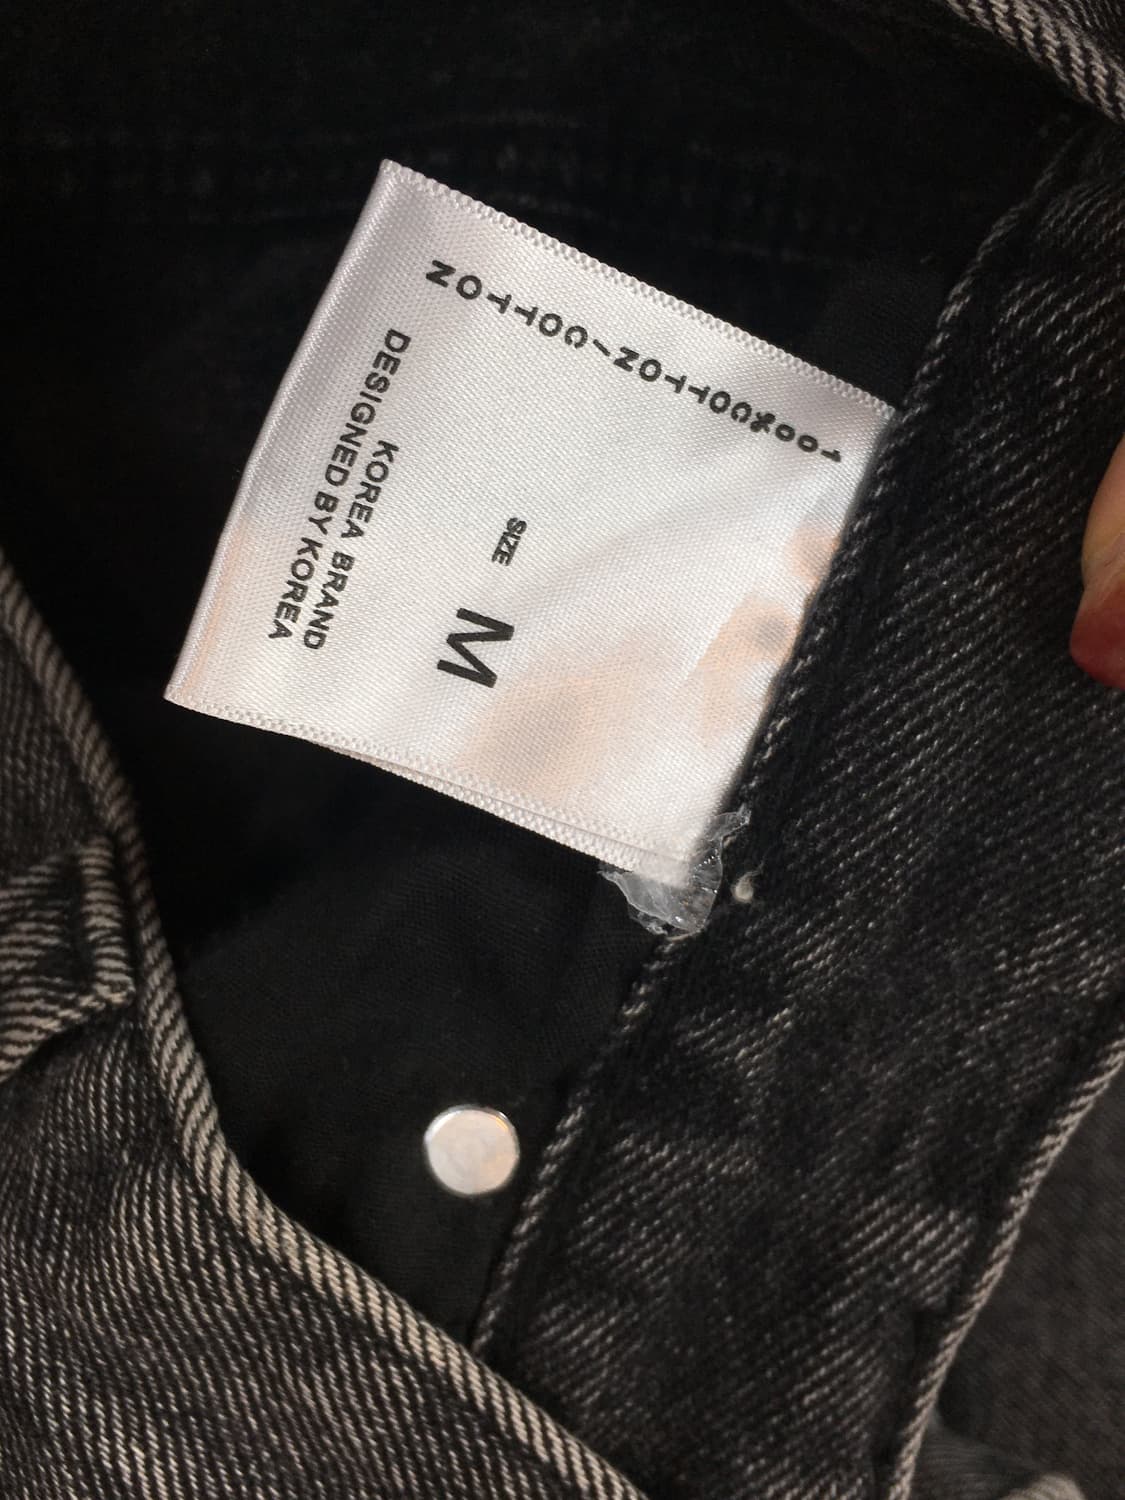 100%COTTON/COTTON
SIZE M
KOREA BRAND
DESIGNED BY KOREA